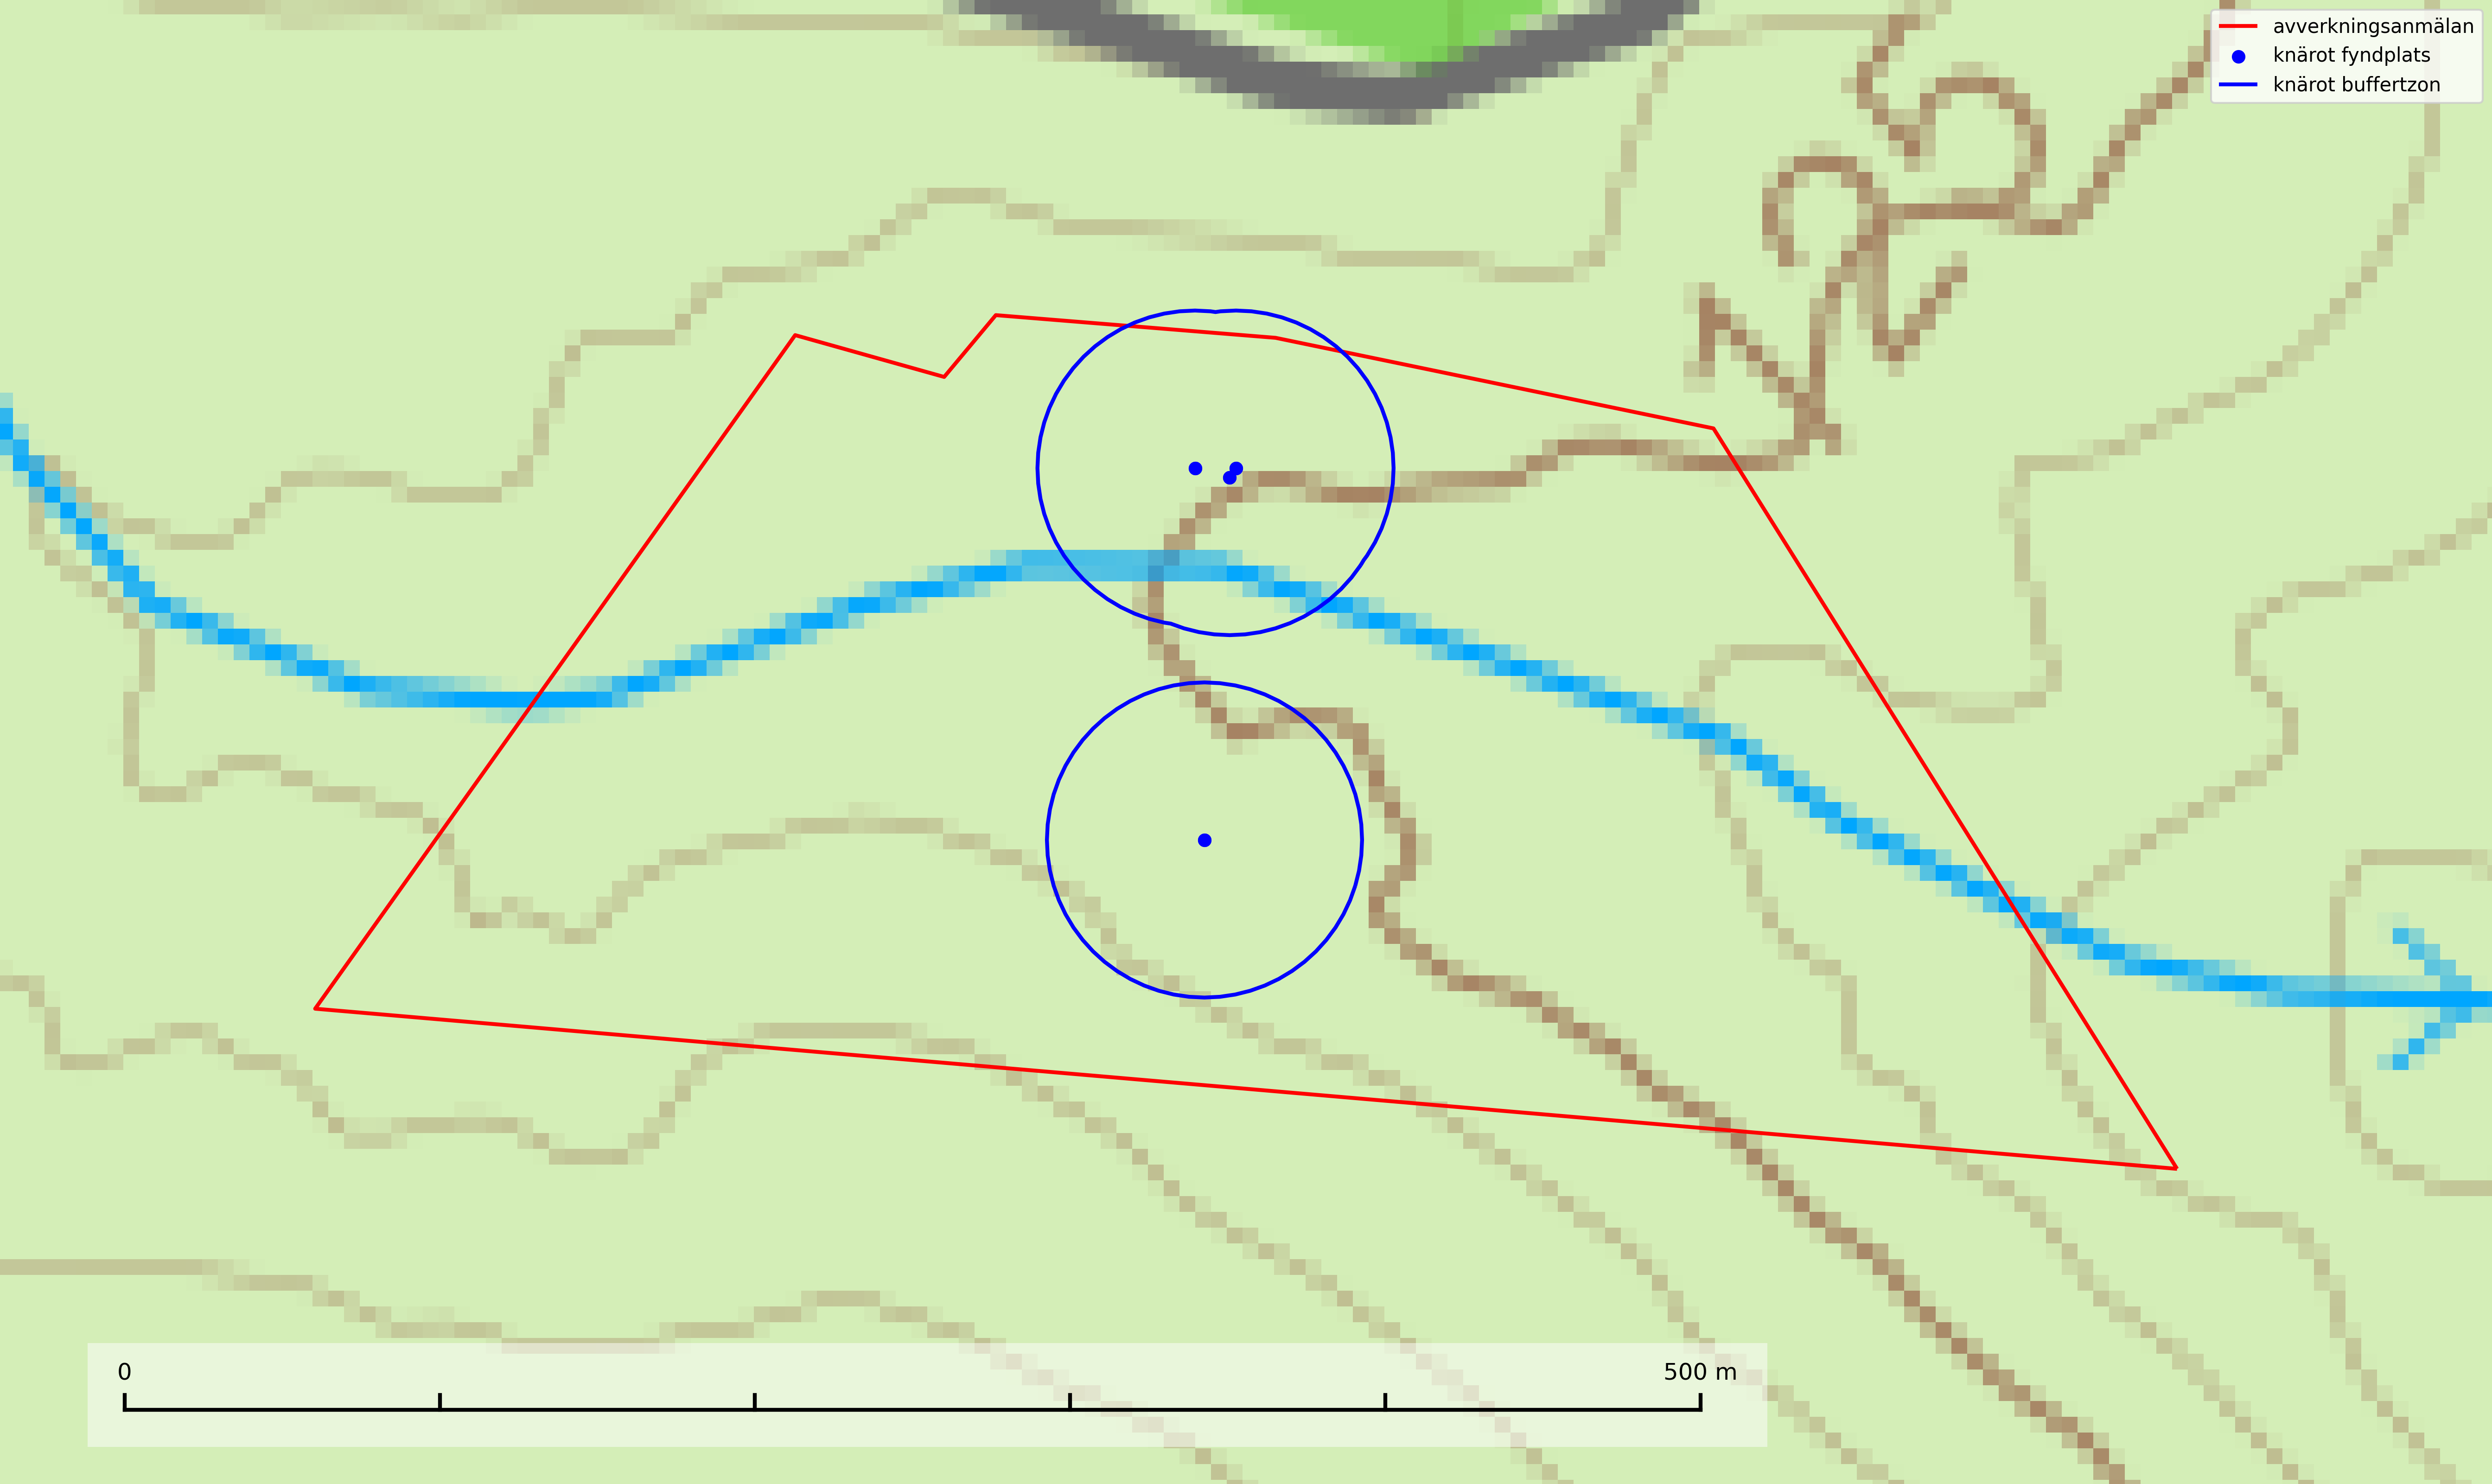 avverkningsanmälan
knärot fyndplats
knärot buffertzon
0 500 m